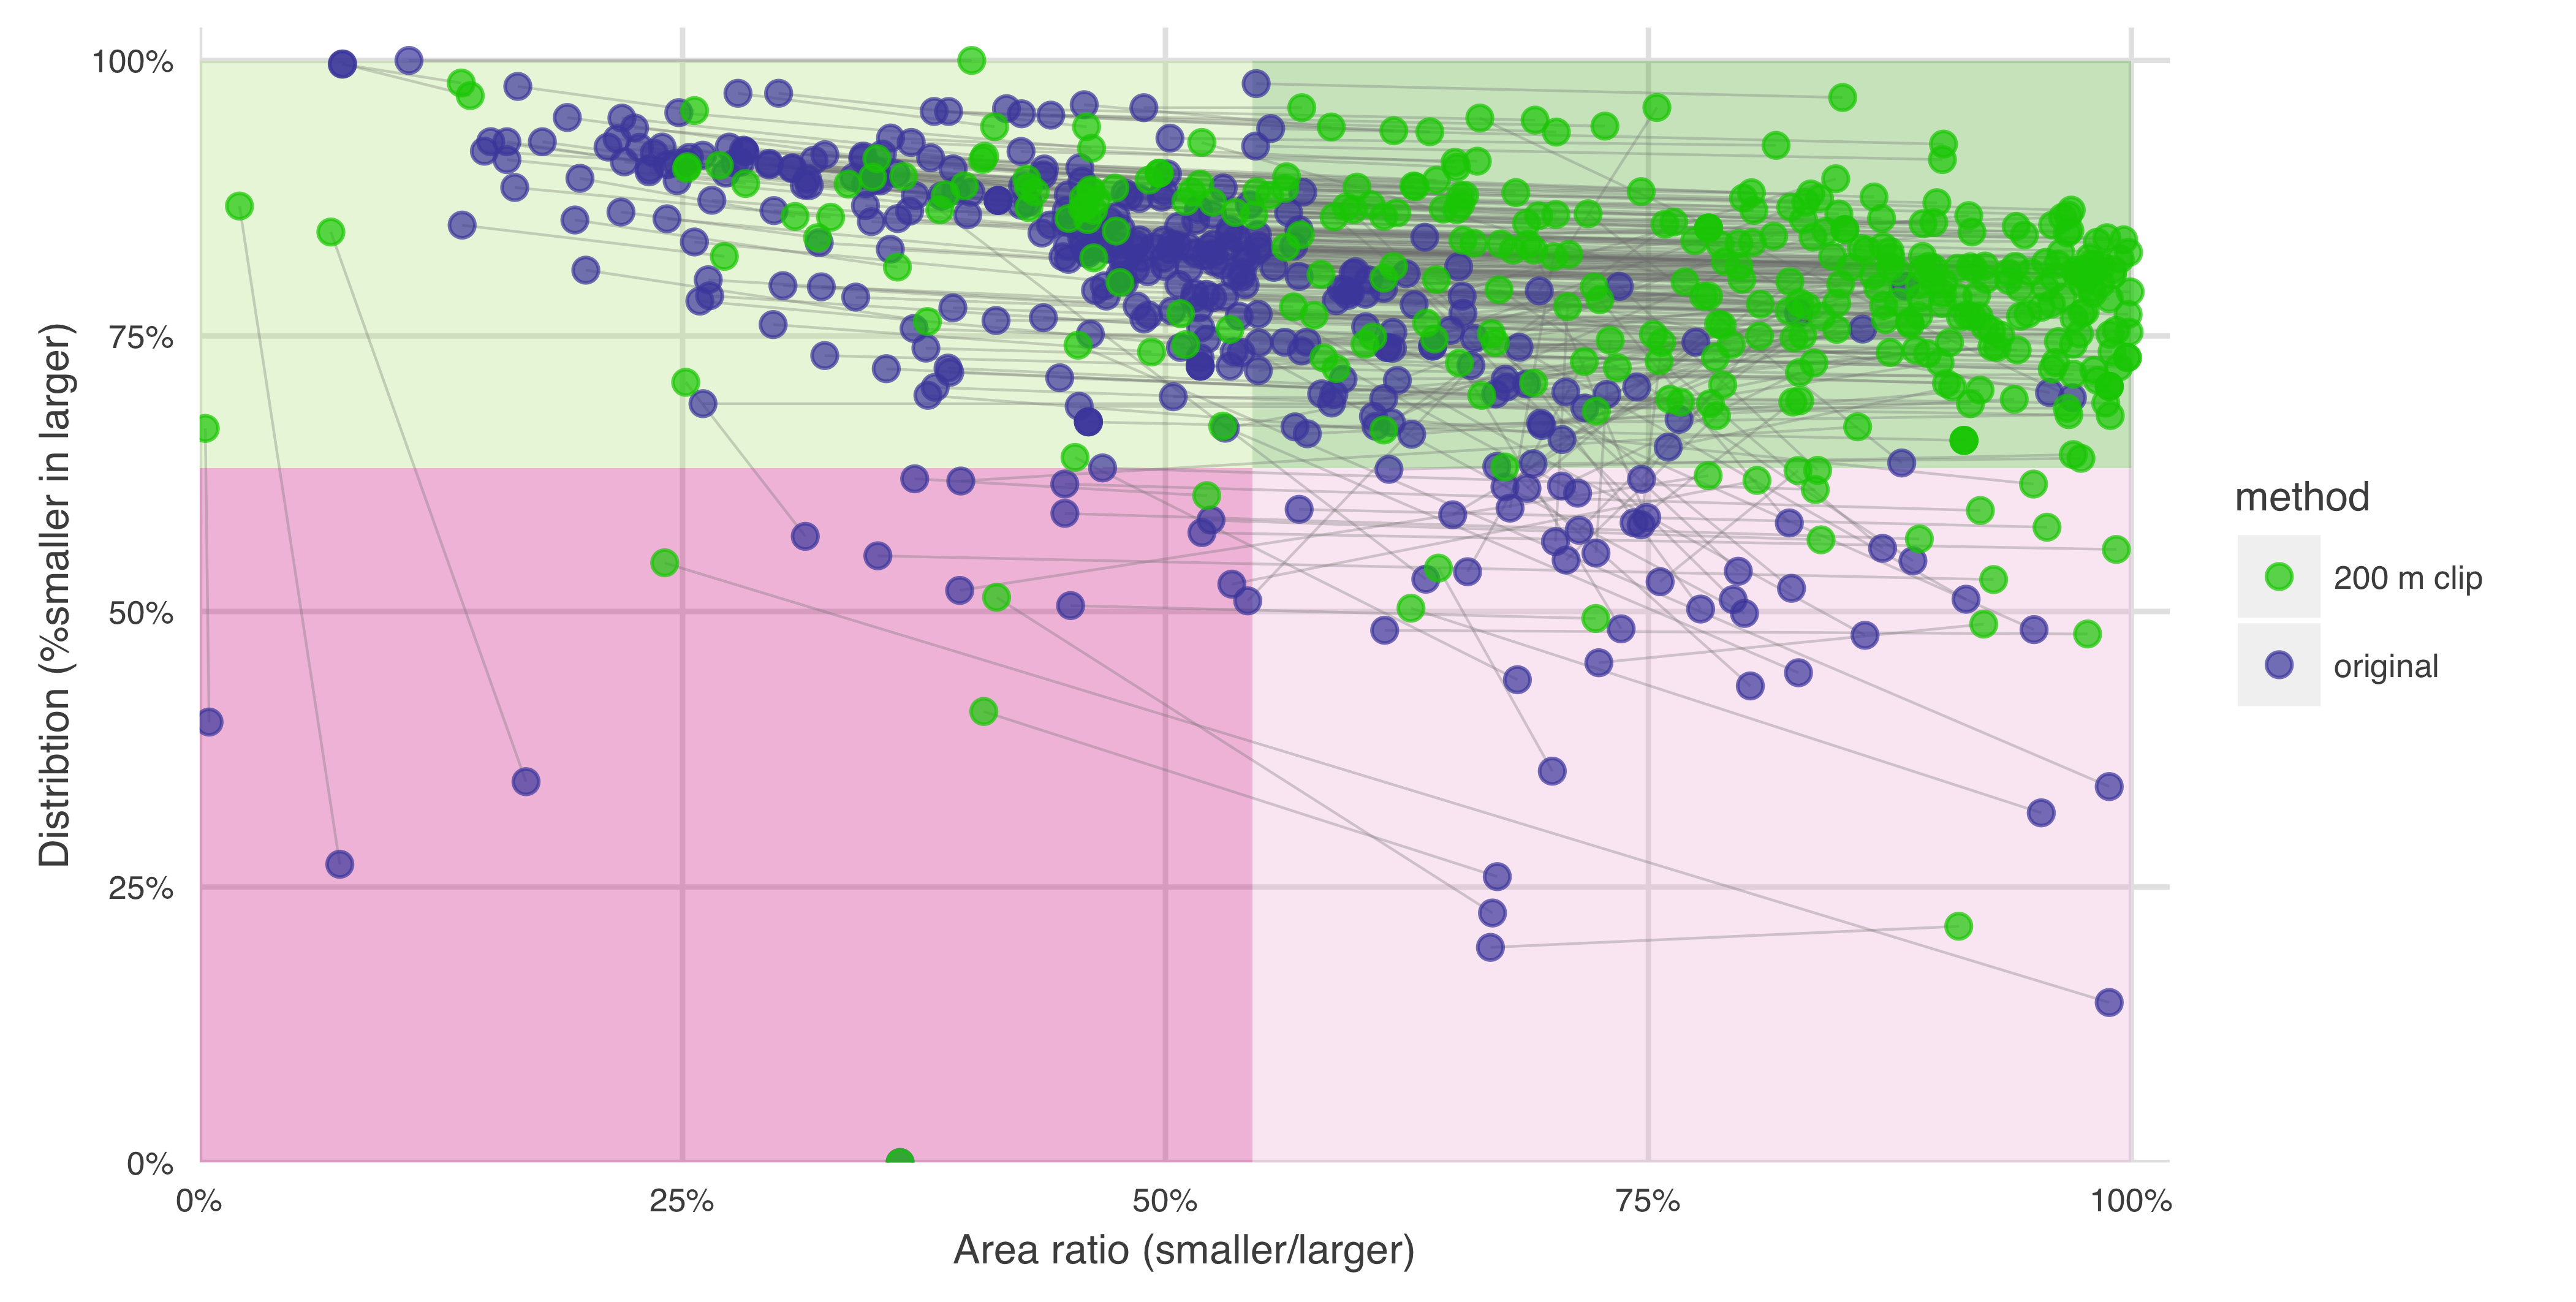 100%
75%
50%
25%
0%
0%
25%
50%
75%
100%
Distribtion (%smaller in larger)
Area ratio (smaller/larger)
method
200 m clip
original